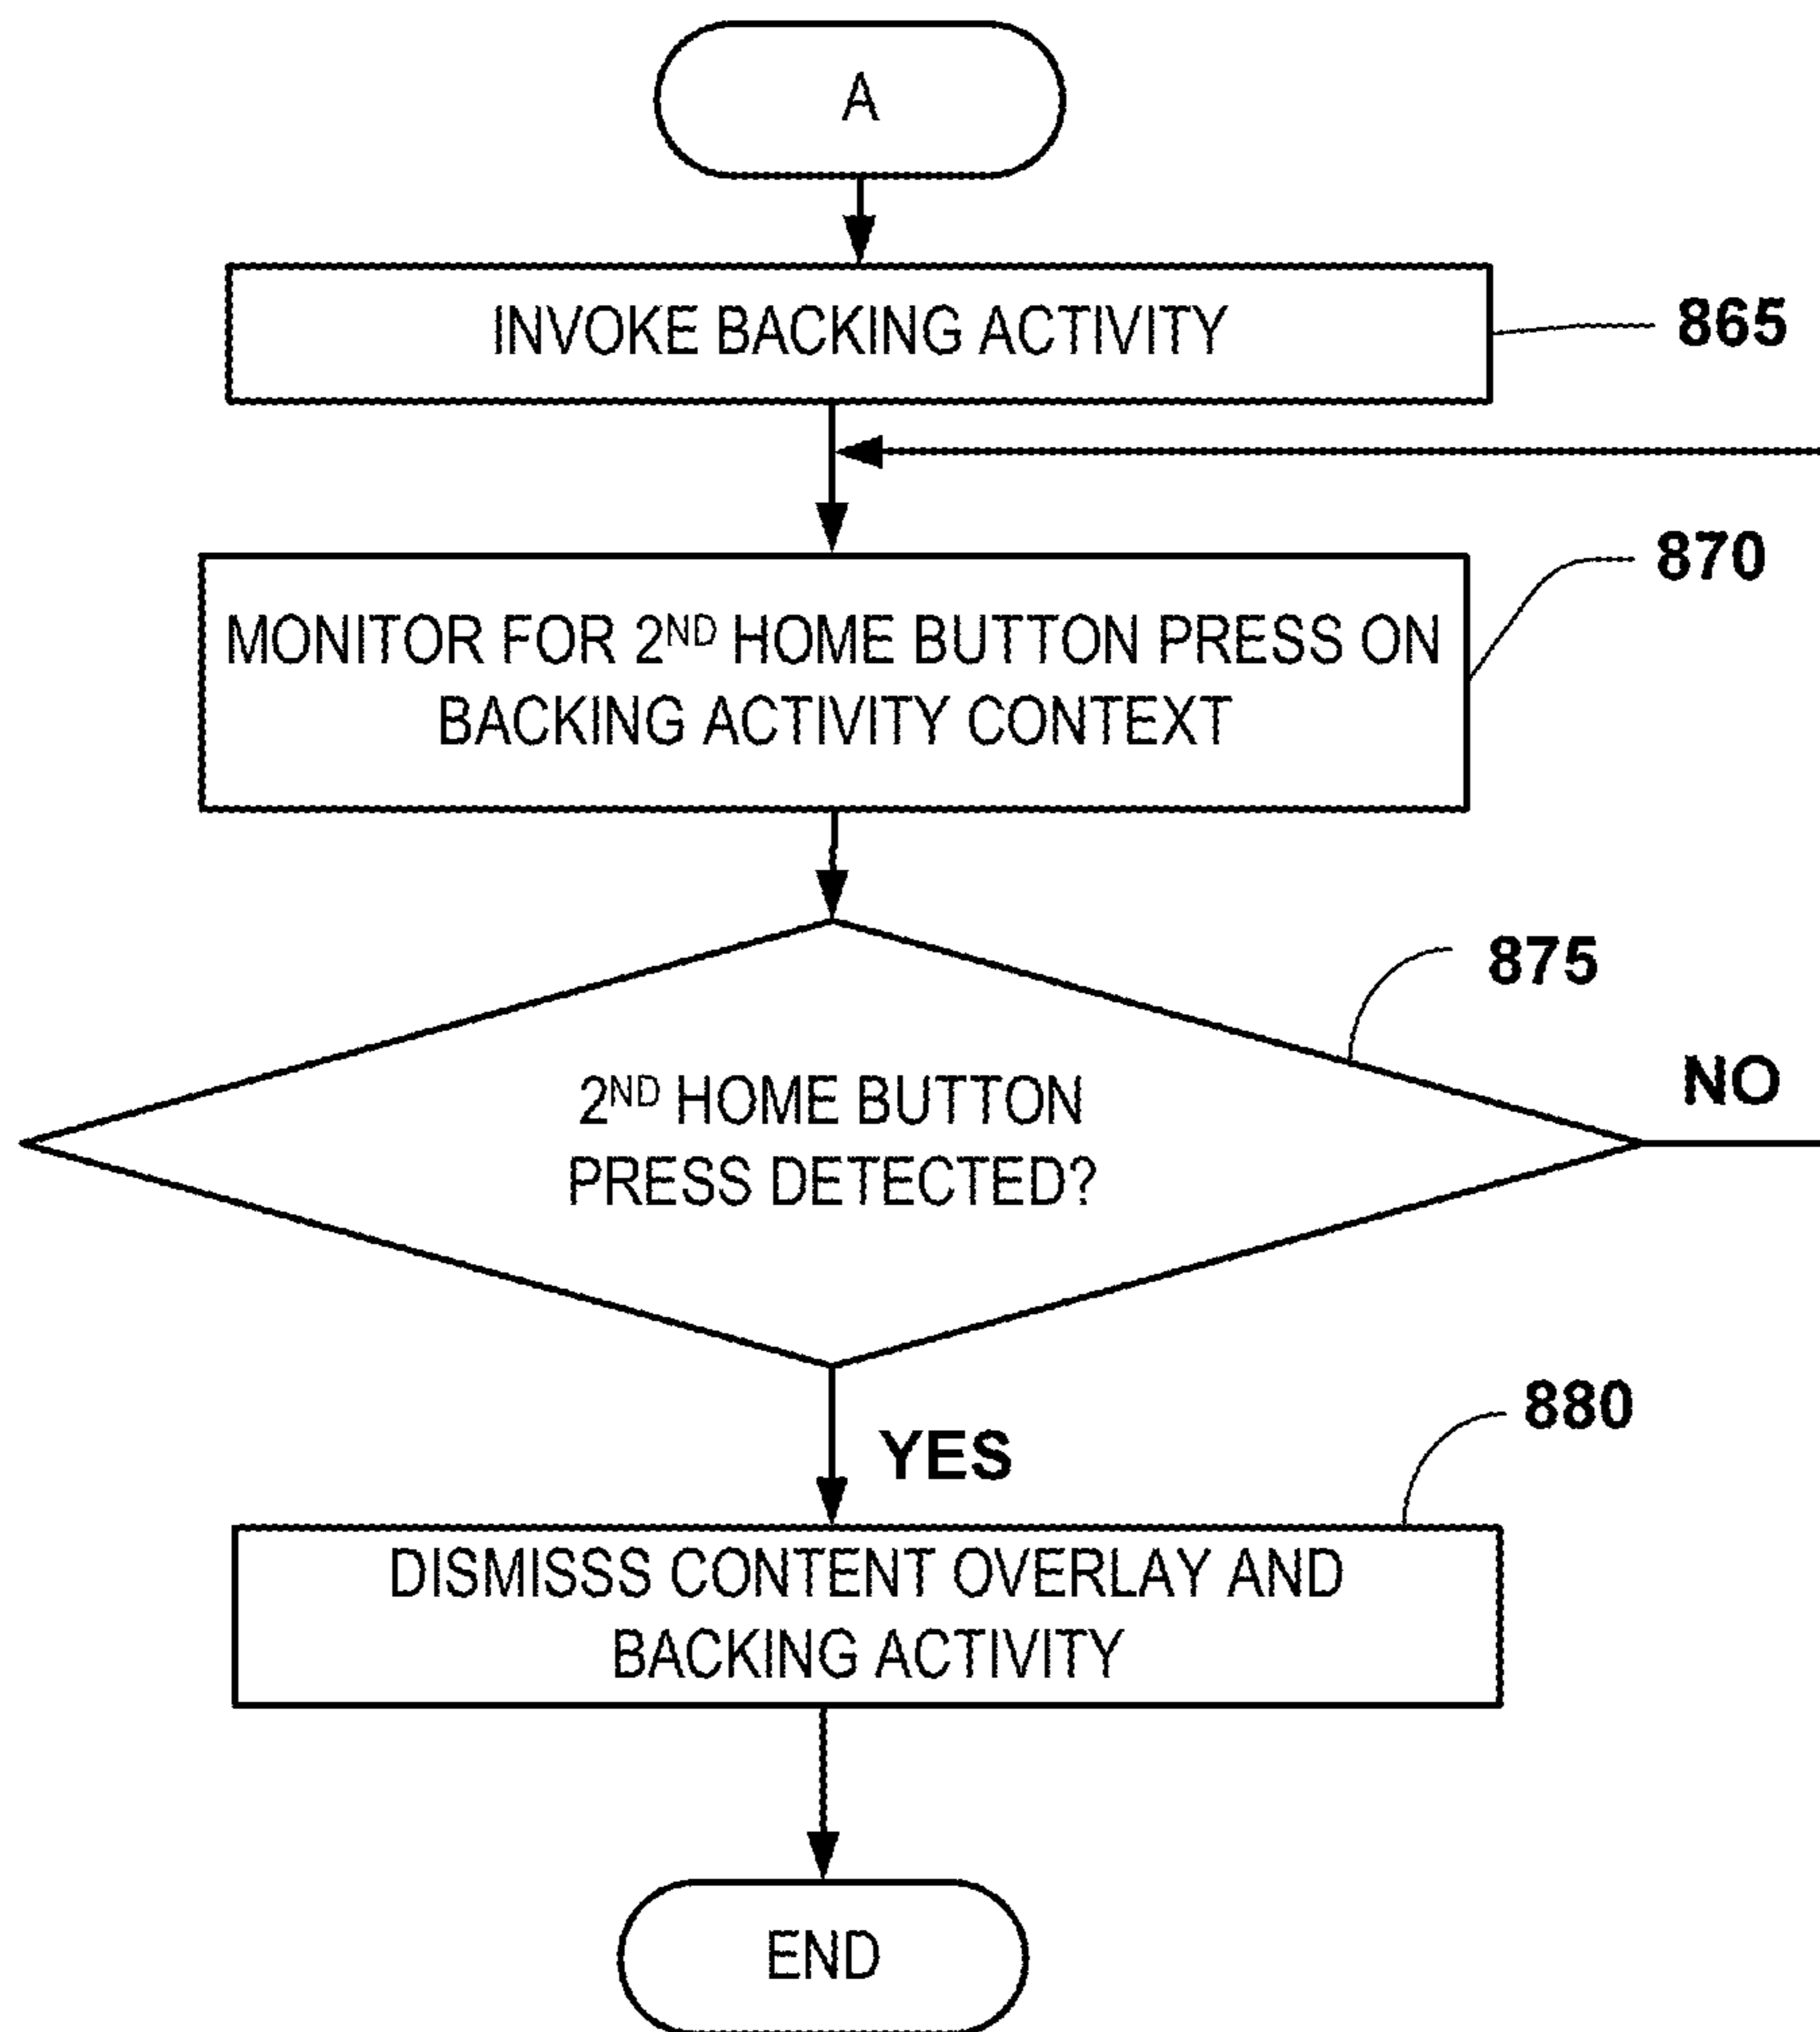 A
INVOKE BACKING ACTIVITY
865
MONITOR FOR 2ND HOME BUTTON PRESS ON
BACKING ACTIVITY CONTEXT
870
875
2ND HOME BUTTON
PRESS DETECTED?
NO
YES
880
DISMISSS CONTENT OVERLAY AND
BACKING ACTIVITY
END